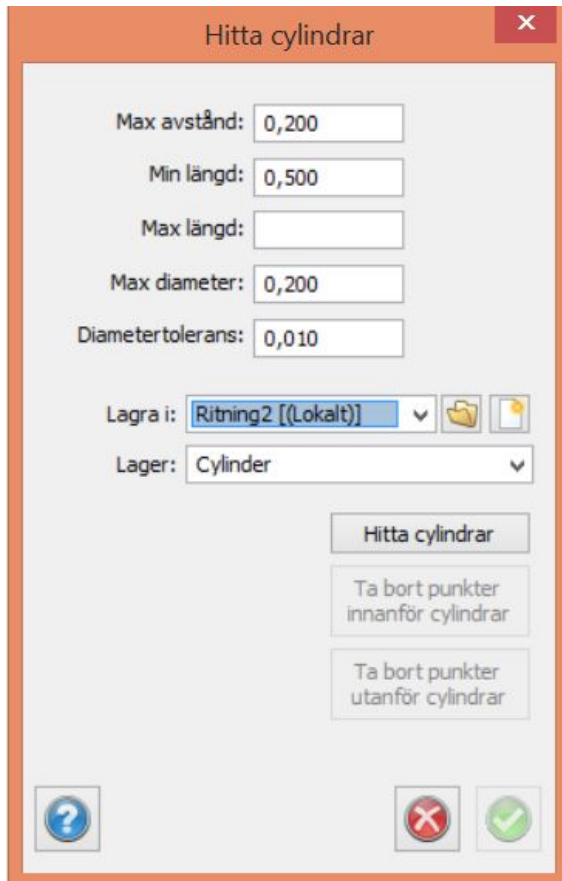 Hitta cylindrar
Max avstånd: 0,200
Min längd: 0,500
Max längd:
Max diameter: 0,200
Diametertolerans: 0,010
Lagra i: Ritning2 [(Lokalt)]
Lager: Cylinder
Hitta cylindrar
Ta bort punkter
innanför cylindrar
Ta bort punkter
utanför cylindrar